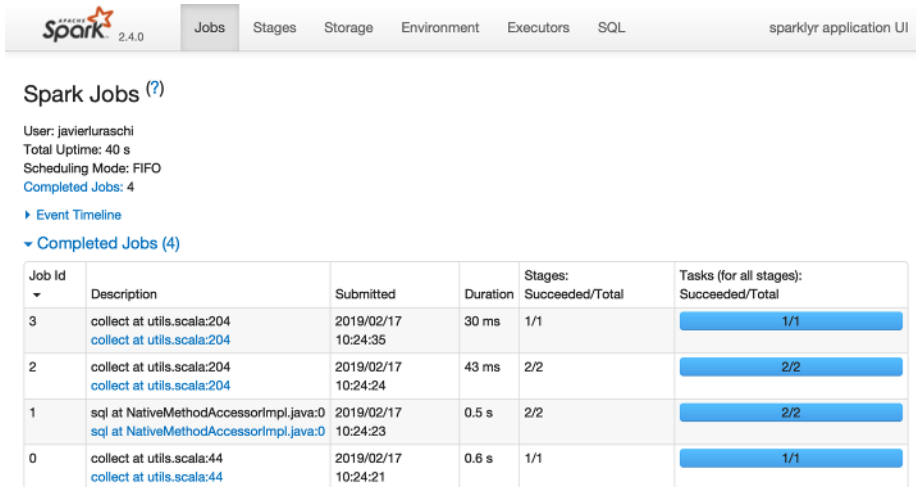 APACHE
Spark 2.4.0 Jobs Stages Storage Environment Executors SQL sparklyr application UI
Spark Jobs (?)
User: javierluraschi
Total Uptime: 40 s
Scheduling Mode: FIFO
Completed Jobs: 4
Event Timeline
Completed Jobs (4)
Job Id Description Submitted Duration Stages: Succeeded/Total Tasks (for all stages): Succeeded/Total
3 collect at utils.scala:204 2019/02/17 30 ms 1/1 1/1
collect at utils.scala:204 10:24:35
2 collect at utils.scala:204 2019/02/17 43 ms 2/2 2/2
collect at utils.scala:204 10:24:24
1 sql at NativeMethodAccessorImpl.java:0 2019/02/17 0.5 s 2/2 2/2
sql at NativeMethodAccessorImpl.java:0 10:24:23
0 collect at utils.scala:44 2019/02/17 0.6 s 1/1 1/1
collect at utils.scala:44 10:24:21